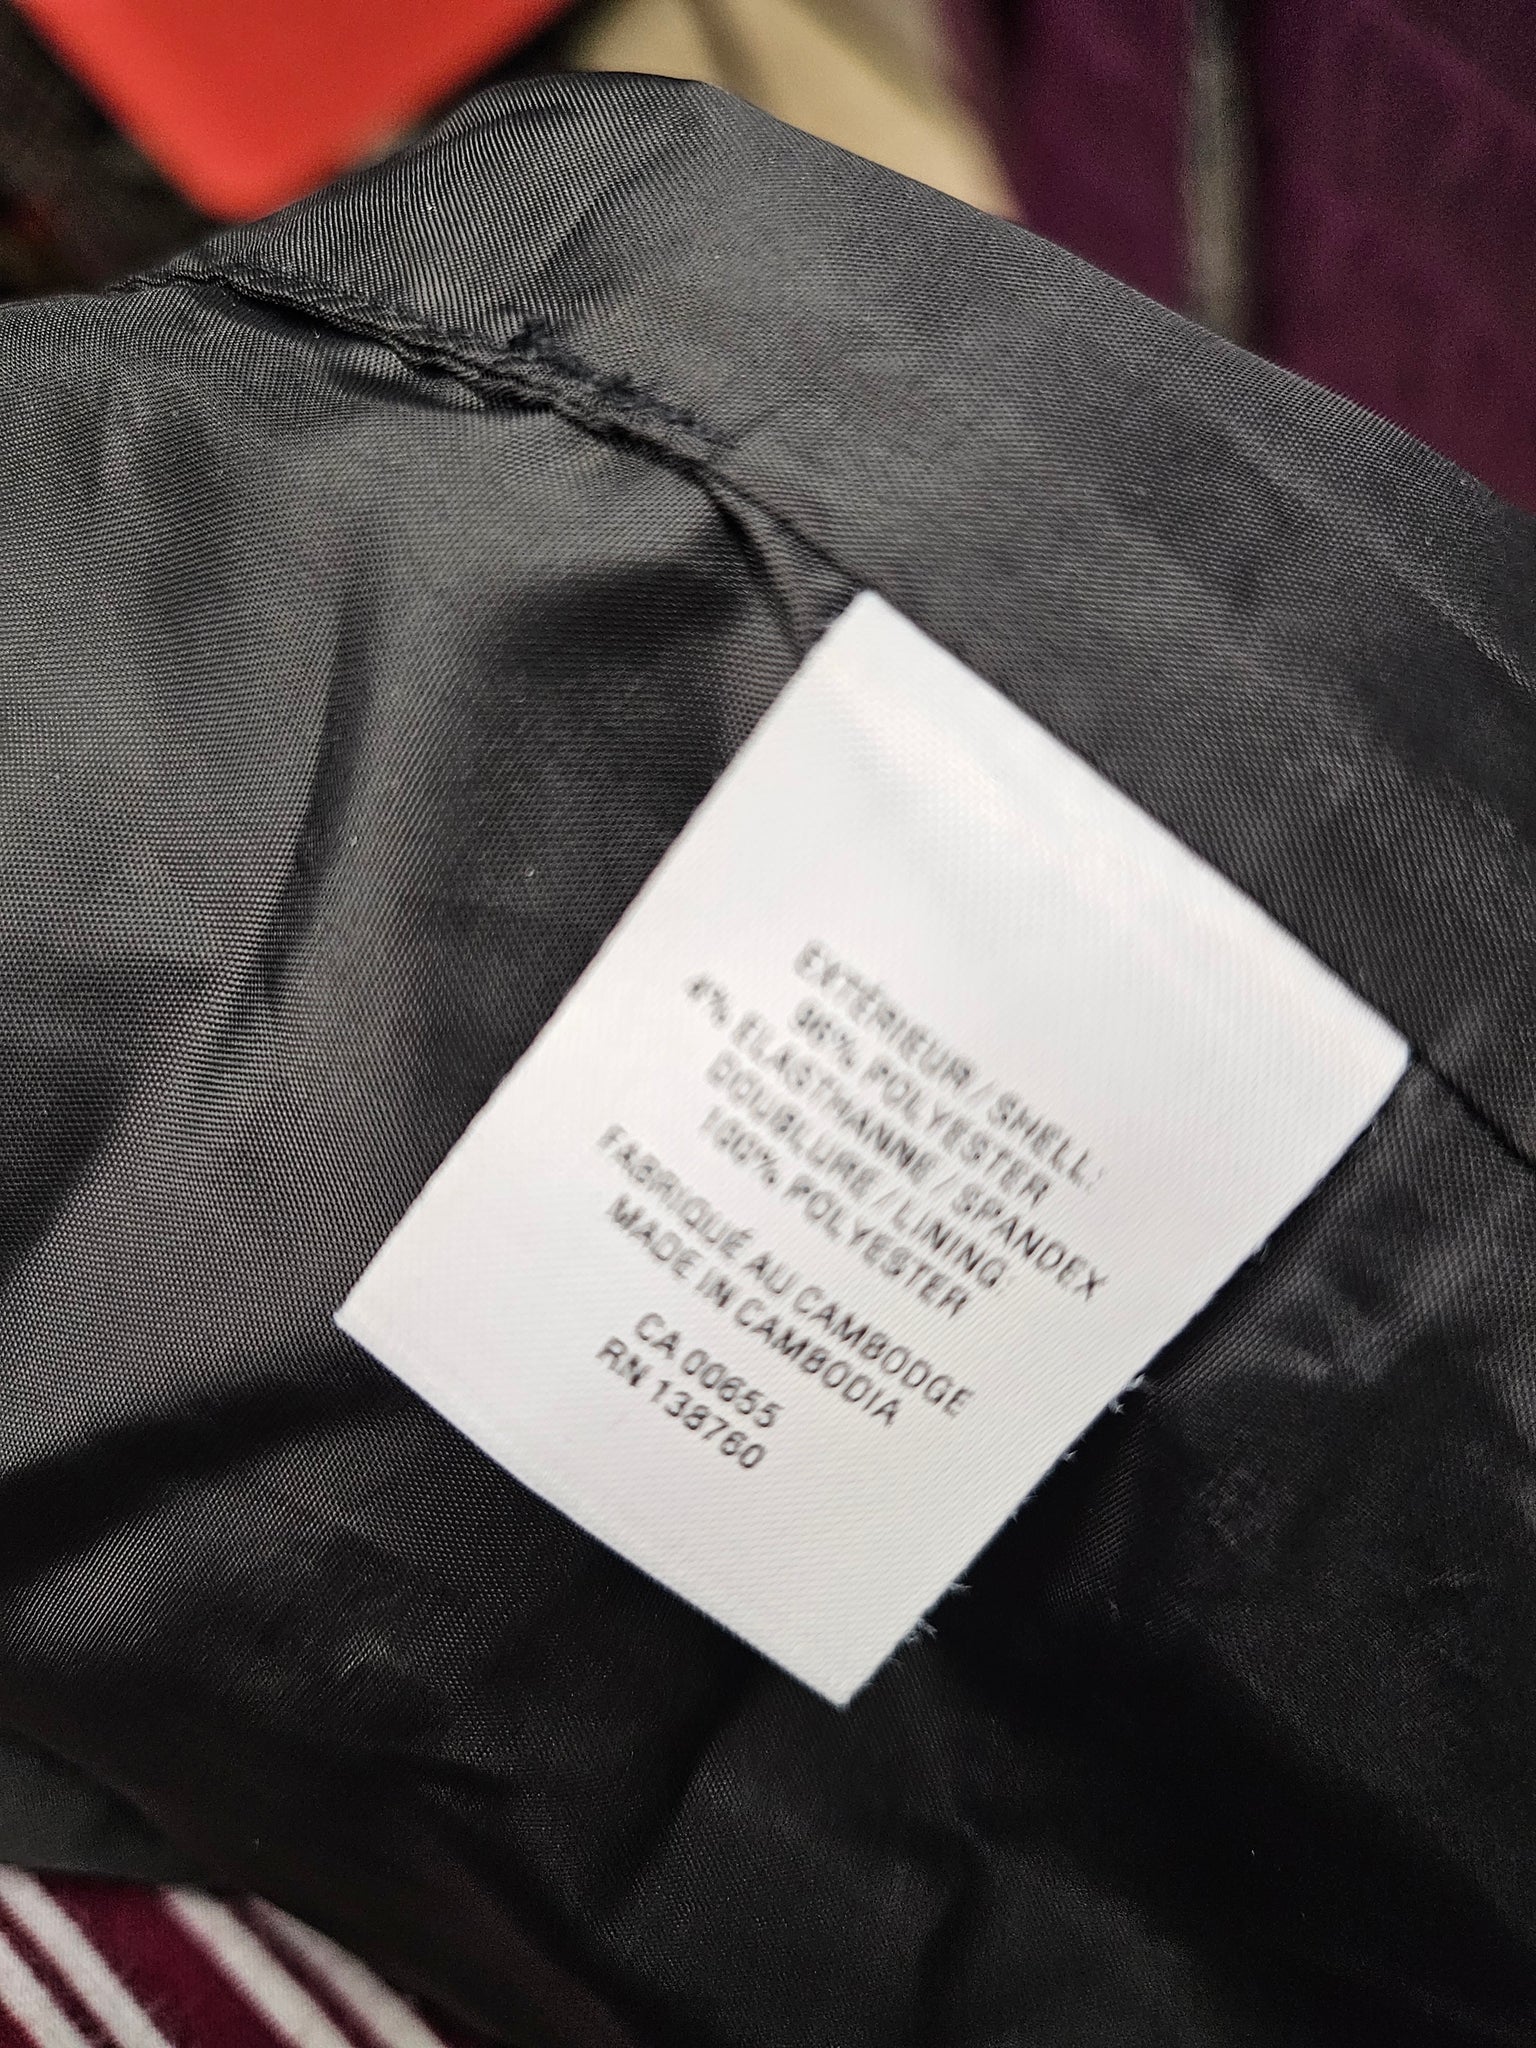 EXTÉRIEUR / SHELL:
96% POLYESTER
4% ÉLASTHANNE / SPANDEX
DOUBLURE / LINING
100% POLYESTER
FABRIQUÉ AU CAMBODGE
MADE IN CAMBODIA
CA 00655
RN 138760